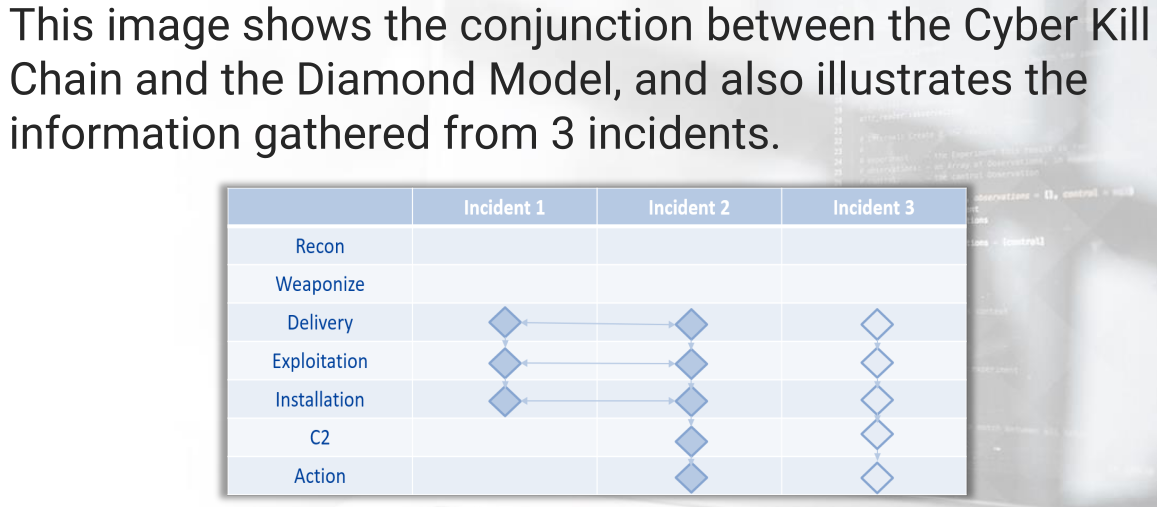 This image shows the conjunction between the Cyber Kill
Chain and the Diamond Model, and also illustrates the
information gathered from 3 incidents.
Incident 1 Incident 2 Incident 3
Recon
Weaponize
Delivery
Exploitation
Installation
C2
Action